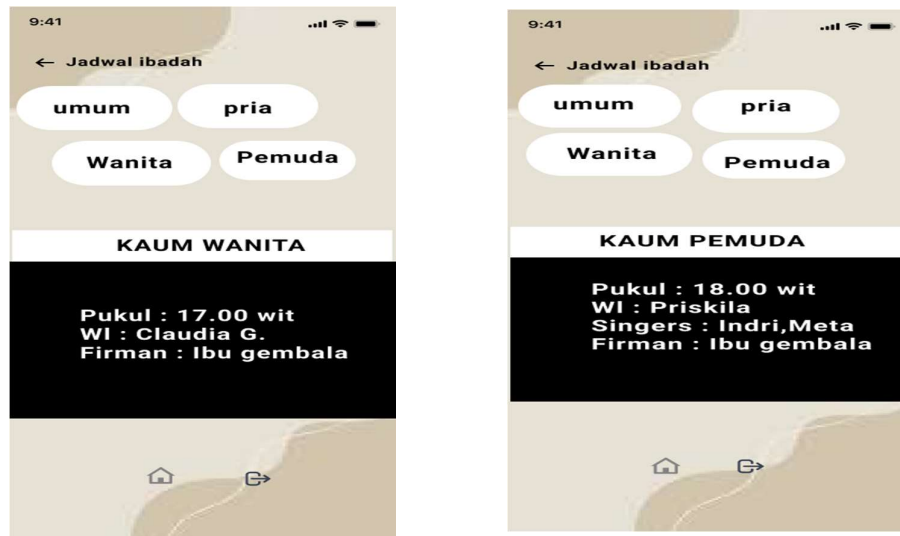 9:41
← Jadwal ibadah
umum pria
Wanita Pemuda
KAUM WANITA
Pukul : 17.00 wit
Wl : Claudia G.
Firman : Ibu gembala
9:41
← Jadwal ibadah
umum pria
Wanita Pemuda
KAUM PEMUDA
Pukul : 18.00 wit
Wl : Priskila
Singers : Indri,Meta
Firman : Ibu gembala